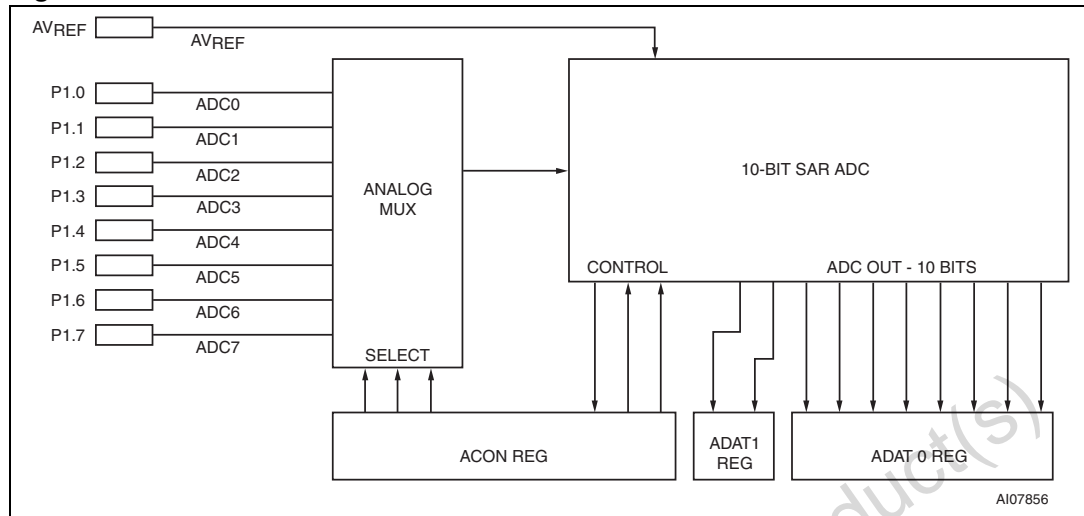 AVREF
AVREF
P1.0
ADC0
P1.1
ADC1
P1.2
ADC2
P1.3
ADC3
P1.4
ADC4
P1.5
ADC5
P1.6
ADC6
P1.7
ADC7
ANALOG
MUX
SELECT
10-BIT SAR ADC
CONTROL
ADC OUT - 10 BITS
ACON REG
ADAT1
REG
ADAT 0 REG
AI07856